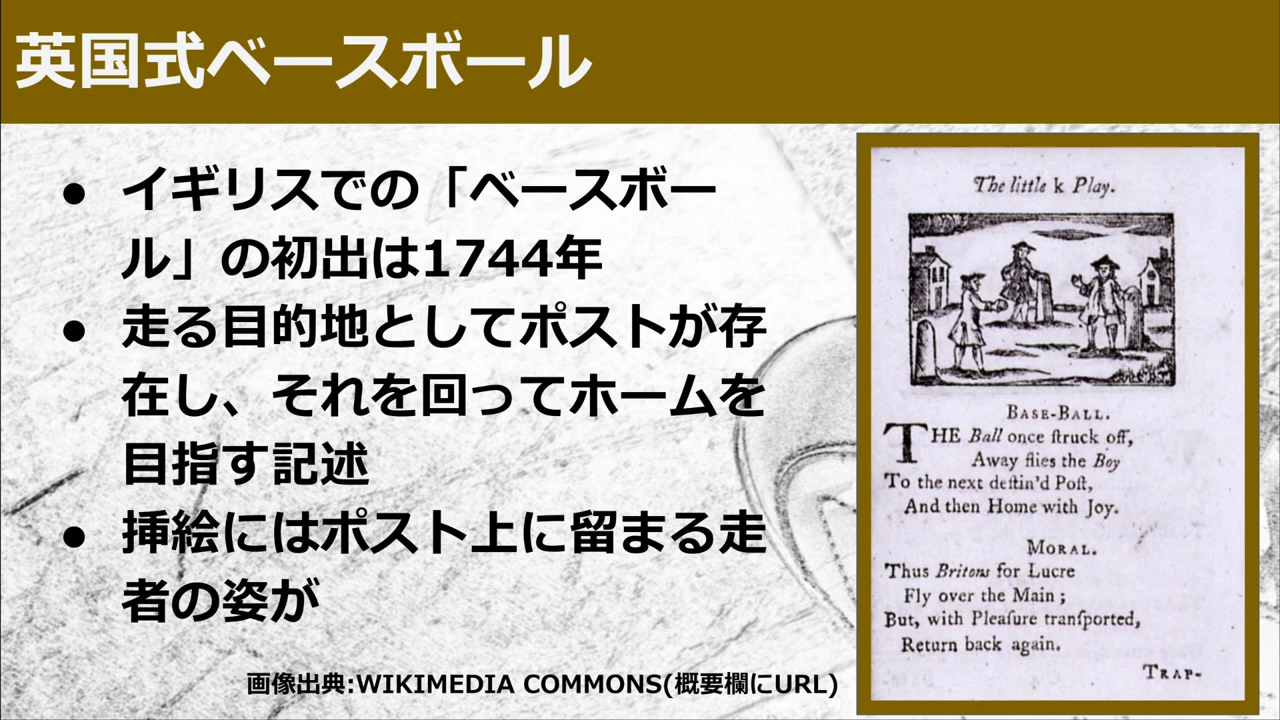 英国式ベースボール
● イギリスでの「ベースボー
ル」の初出は1744年
● 走る目的地としてポストが存
在し、それを回ってホームを
目指す記述
● 挿絵にはポスト上に留まる走
者の姿が
画像出典:WIKIMEDIA COMMONS(概要欄にURL)
The little k Play.
BASE-BALL.
THE Ball once ſtruck off,
Away flies the Boy
To the next deſtin'd Poſt,
And then Home with Joy.
MORAL.
Thus Britons for Lucre
Fly over the Main;
But, with Pleaſure tranſported,
Return back again.
TRAP-